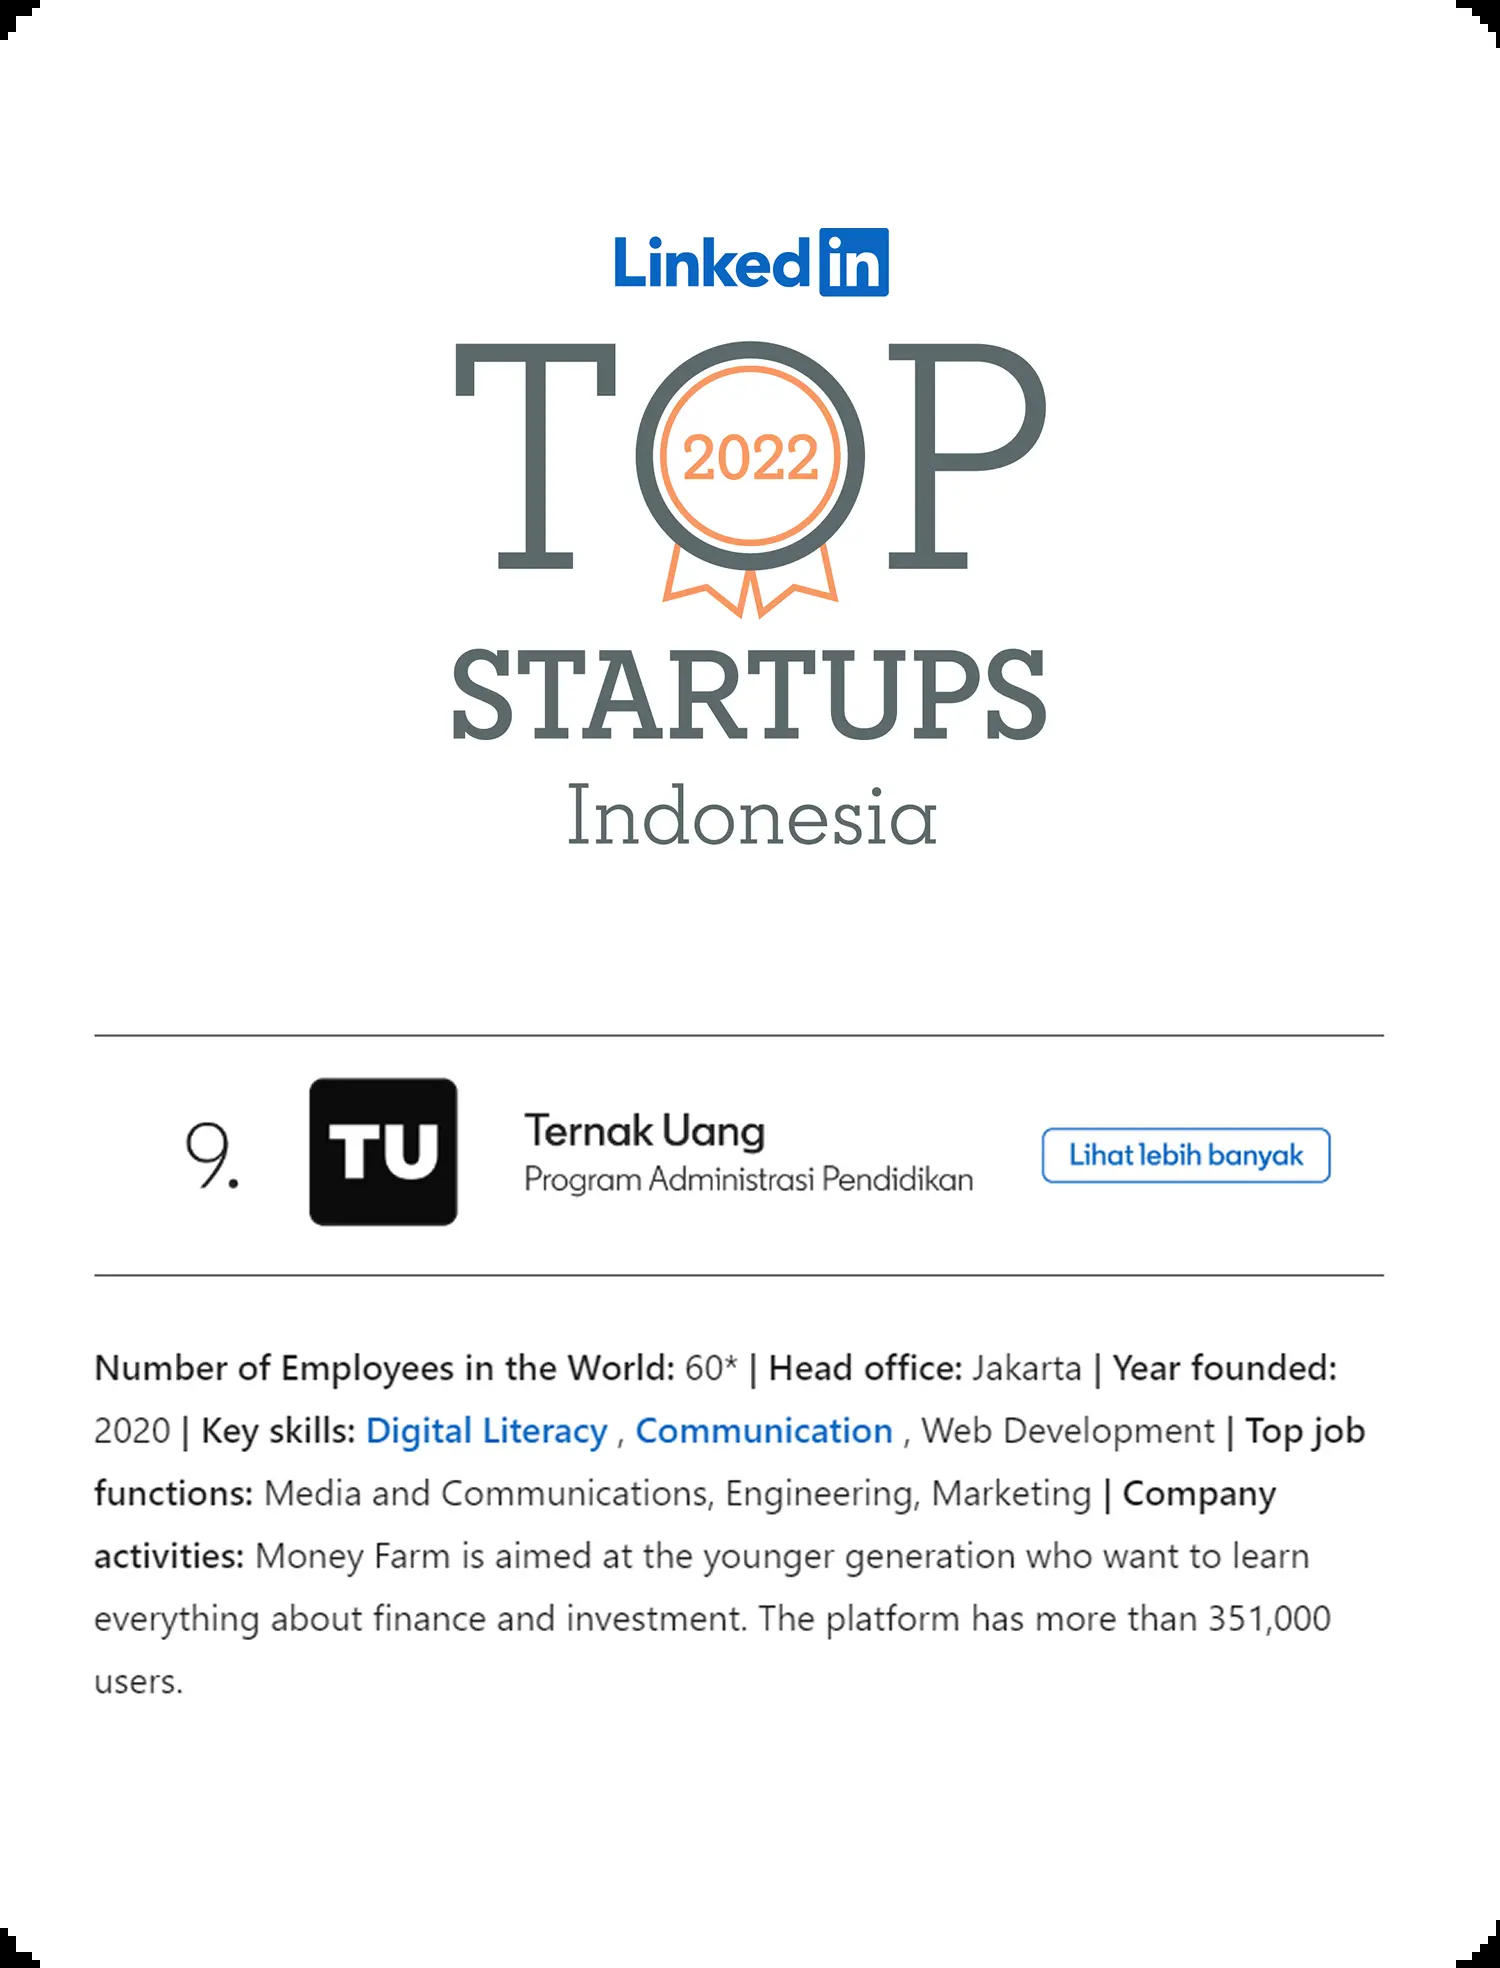 Linkedin
TOP
2022
STARTUPS
Indonesia
9.
TU
Ternak Uang
Program Administrasi Pendidikan
Lihat lebih banyak
Number of Employees in the World: 60* | Head office: Jakarta | Year founded:
2020 | Key skills: Digital Literacy , Communication , Web Development | Top job
functions: Media and Communications, Engineering, Marketing | Company
activities: Money Farm is aimed at the younger generation who want to learn
everything about finance and investment. The platform has more than 351,000
users.